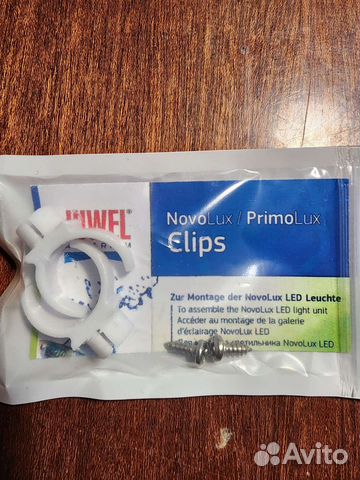 JUWEL
NovoLux / PrimoLux
Clips
Zur Montage der NovoLux LED Leuchte
To assemble the NovoLux LED light unit
Accéder au montage de la galerie
d'éclairage NovoLux LED
светильника NovoLux LED
Avito